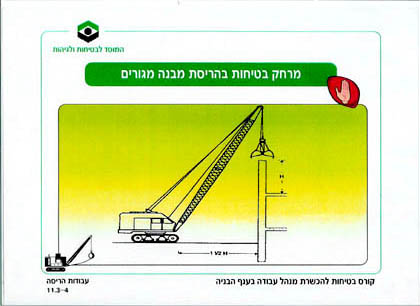 המוסד לבטיחות ולגיהות
מרחק בטיחות בהריסת מבנה מגורים
H
1 1/2 H
קורס בטיחות להכשרת מנהל עבודה בענף הבניה
עבודות הריסה
11.3-4